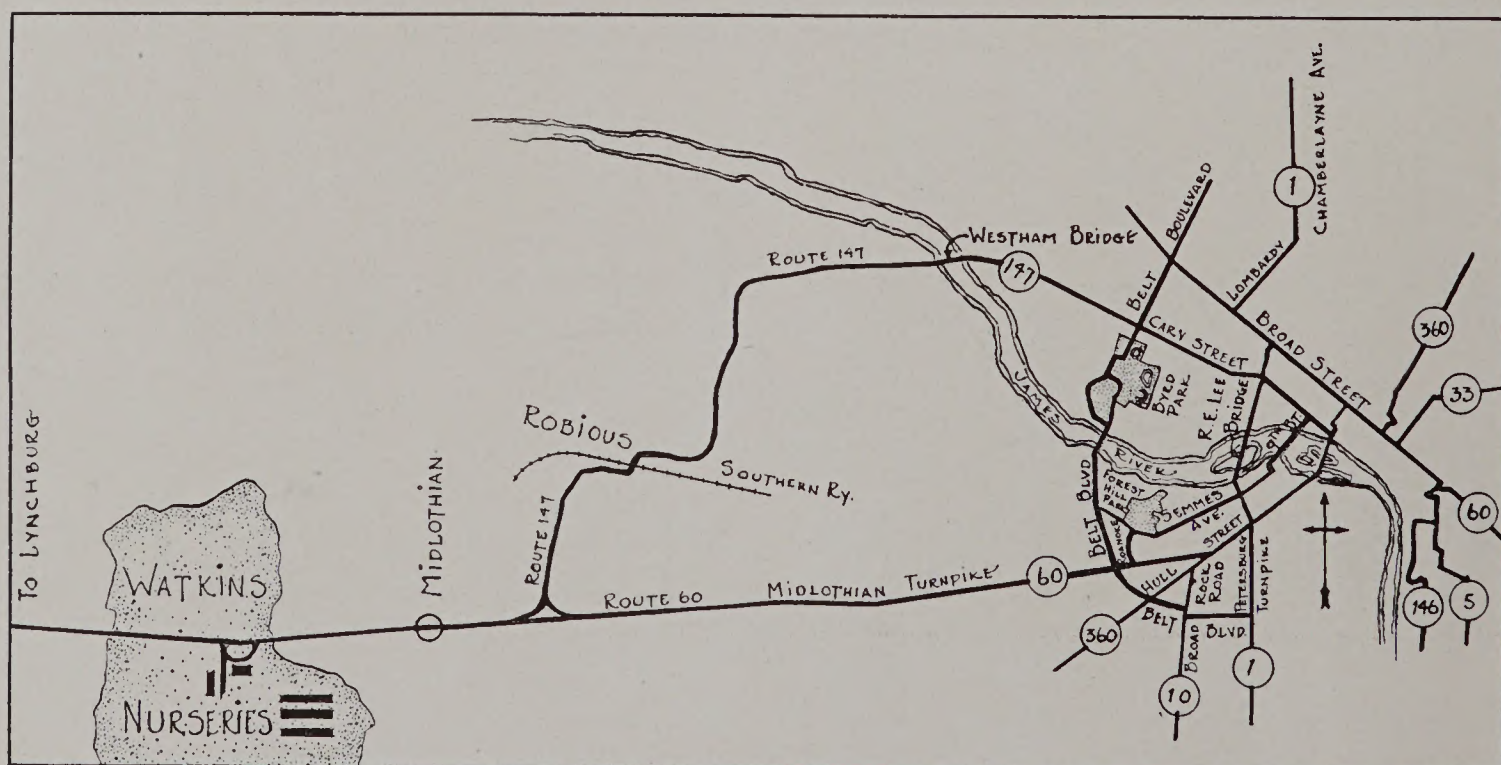 TO LYNCHBURG
WATKINS
NURSERIES
MIDLOTHIAN
ROUTE 147
ROBIOUS
SOUTHERN RY.
ROUTE 60
MIDLOTHIAN TURNPIKE
60
ROUTE 147
WESTHAM BRIDGE
147
JAMES
RIVER
BELT
BOULEVARD
CARY STREET
BYRD
PARK
R.E. LEE
BRIDGE
LOMBARDY
1
CHAMBERLAYNE AVE.
BROAD STREET
360
33
60
146
5
BELT BLVD
FOREST
HILL
PARK
ROANOKE
SEMMES
AVE.
HULL STREET
BROAD
ROCK
ROAD
PETERSBURG
TURNPIKE
BELT BLVD.
360
10
1